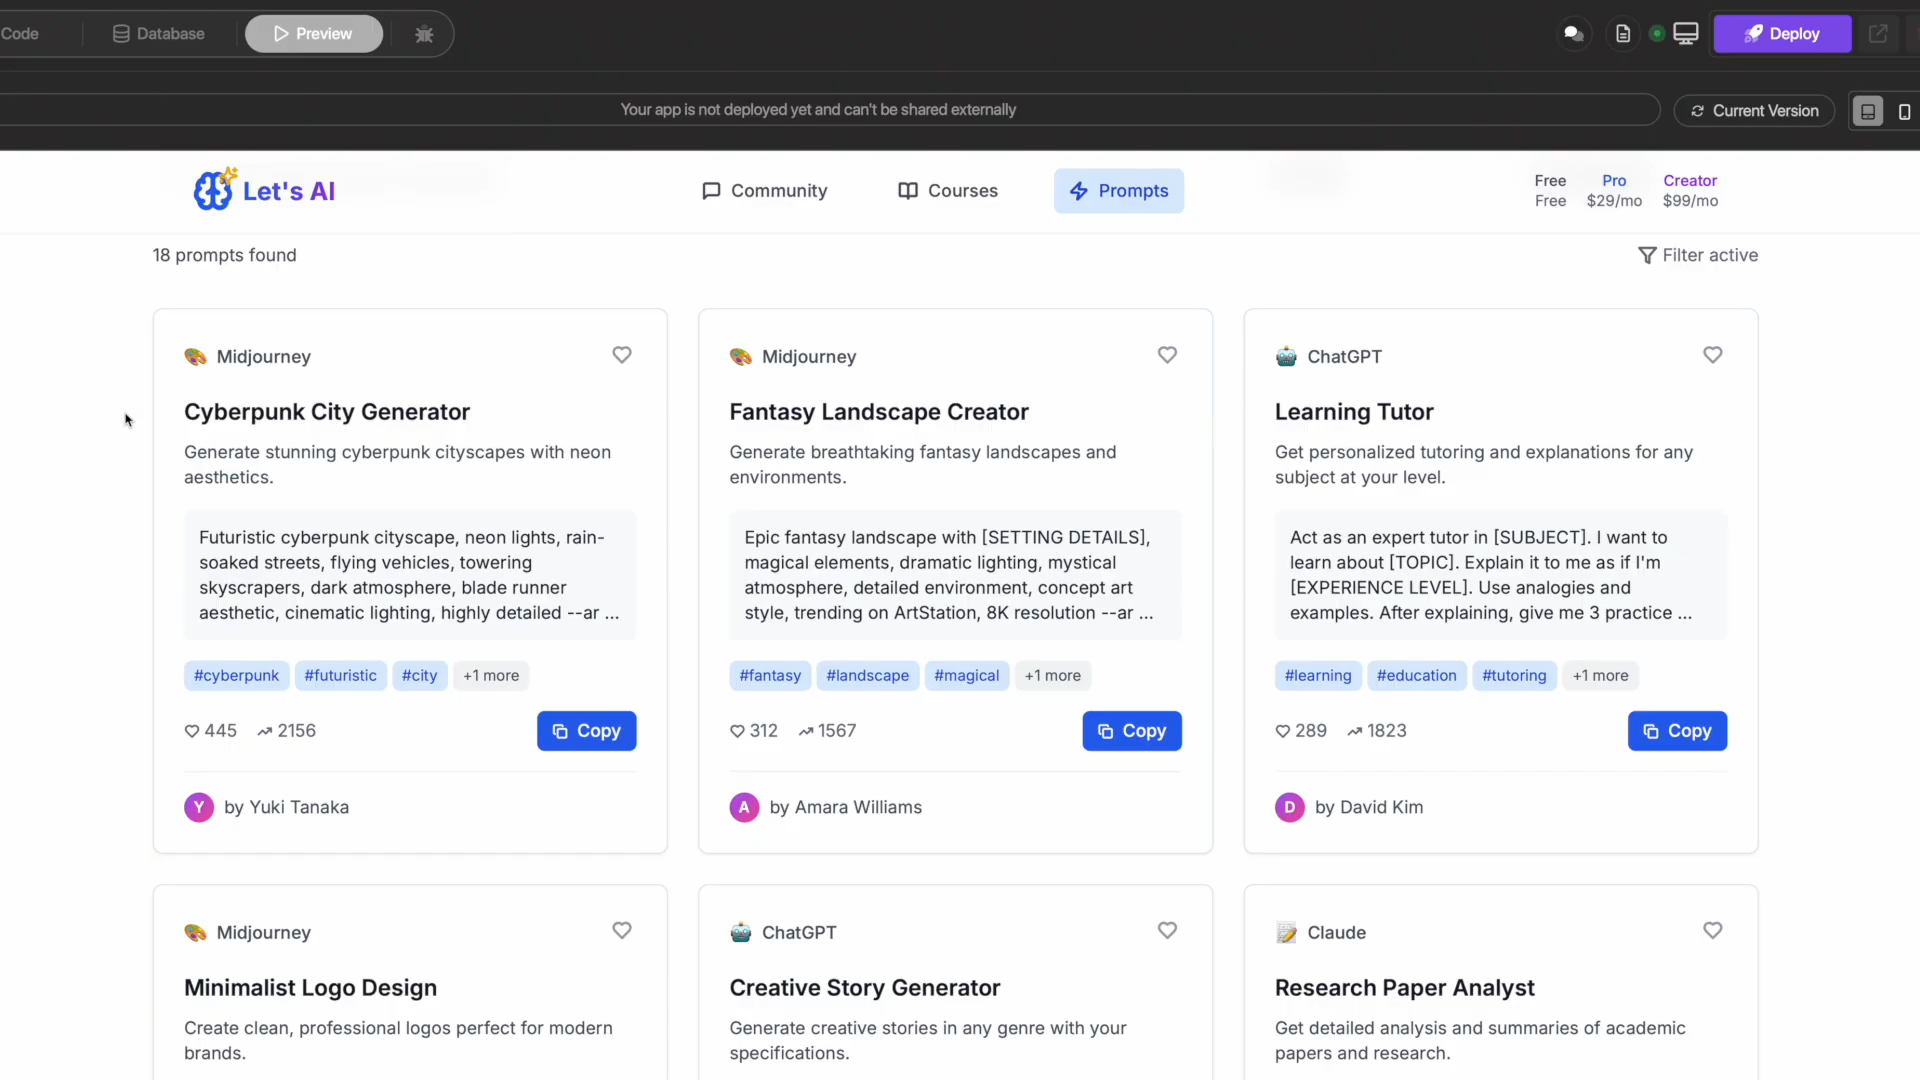 Code
Database
Preview
Deploy
Your app is not deployed yet and can't be shared externally
Current Version
Let's AI
Community
Courses
Prompts
Free
Free
Pro
$29/mo
Creator
$99/mo
18 prompts found
Filter active
Midjourney
Cyberpunk City Generator
Generate stunning cyberpunk cityscapes with neon
aesthetics.
Futuristic cyberpunk cityscape, neon lights, rain-
soaked streets, flying vehicles, towering
skyscrapers, dark atmosphere, blade runner
aesthetic, cinematic lighting, highly detailed --ar ...
#cyberpunk #futuristic #city +1 more
445 2156 Copy
Y by Yuki Tanaka
Midjourney
Fantasy Landscape Creator
Generate breathtaking fantasy landscapes and
environments.
Epic fantasy landscape with [SETTING DETAILS],
magical elements, dramatic lighting, mystical
atmosphere, detailed environment, concept art
style, trending on ArtStation, 8K resolution --ar ...
#fantasy #landscape #magical +1 more
312 1567 Copy
A by Amara Williams
ChatGPT
Learning Tutor
Get personalized tutoring and explanations for any
subject at your level.
Act as an expert tutor in [SUBJECT]. I want to
learn about [TOPIC]. Explain it to me as if I'm
[EXPERIENCE LEVEL]. Use analogies and
examples. After explaining, give me 3 practice ...
#learning #education #tutoring +1 more
289 1823 Copy
D by David Kim
Midjourney
Minimalist Logo Design
Create clean, professional logos perfect for modern
brands.
ChatGPT
Creative Story Generator
Generate creative stories in any genre with your
specifications.
Claude
Research Paper Analyst
Get detailed analysis and summaries of academic
papers and research.